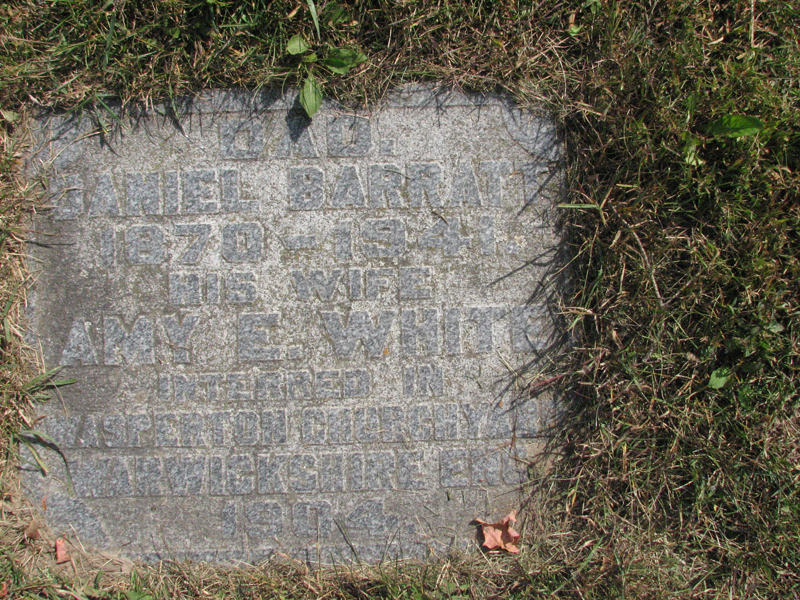 DAD.
DANIEL BARRATT
1870 - 1941.
HIS WIFE
AMY E. WHITE
INTERRED IN
WASPERTON CHURCHYARD
WARWICKSHIRE ENG.
1904.